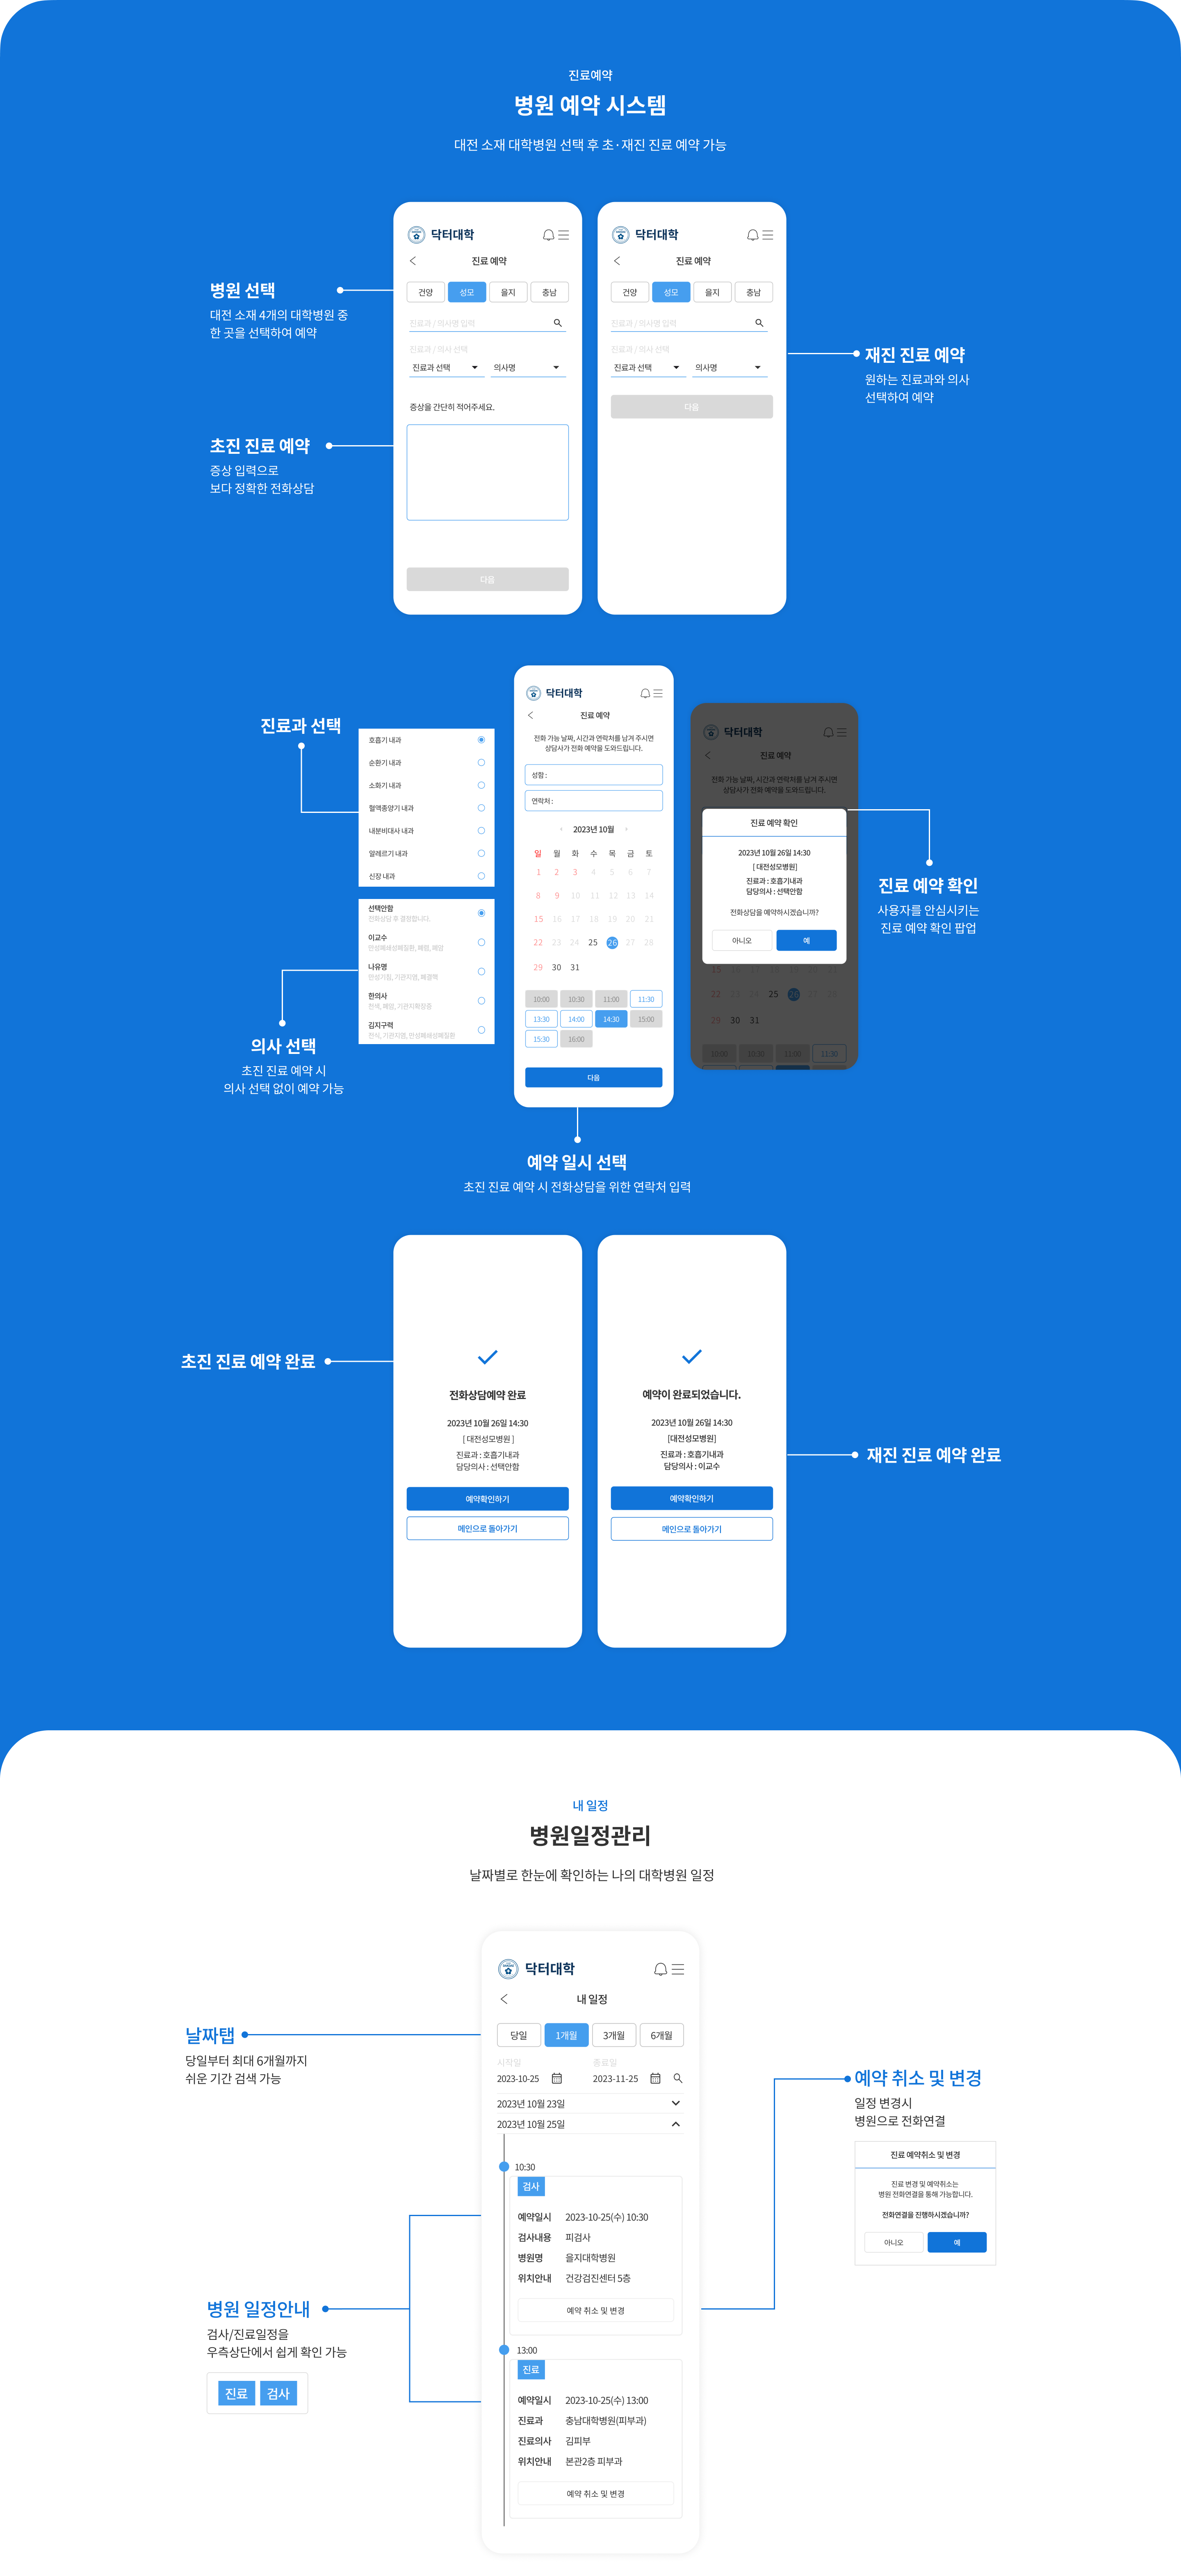 진료예약
병원 예약 시스템
대전 소재 대학병원 선택 후 초·재진 진료 예약 가능
닥터대학
진료 예약
건양 성모 을지 충남
진료과 / 의사명 입력
진료과 / 의사 선택
진료과 선택 의사명
증상을 간단히 적어주세요.
다음
닥터대학
진료 예약
건양 성모 을지 충남
진료과 / 의사명 입력
진료과 / 의사 선택
진료과 선택 의사명
다음
병원 선택
대전 소재 4개의 대학병원 중
한 곳을 선택하여 예약
초진 진료 예약
증상 입력으로
보다 정확한 전화상담
재진 진료 예약
원하는 진료과와 의사
선택하여 예약
진료과 선택
호흡기 내과
순환기 내과
소화기 내과
혈액종양기 내과
내분비대사 내과
알레르기 내과
신장 내과
선택안함
전화상담 후 결정합니다.
이교수
만성폐쇄성폐질환, 폐렴, 폐암
나유명
만성기침, 기관지염, 폐결핵
한의사
천식, 폐암, 기관지확장증
김지구력
천식, 기관지염, 만성폐쇄성폐질환
의사 선택
초진 진료 예약 시
의사 선택 없이 예약 가능
닥터대학
진료 예약
전화 가능 날짜, 시간과 연락처를 남겨 주시면
상담사가 전화 예약을 도와드립니다.
성함 :
연락처 :
2023년 10월
일 월 화 수 목 금 토
1 2 3 4 5 6 7
8 9 10 11 12 13 14
15 16 17 18 19 20 21
22 23 24 25 26 27 28
29 30 31
10:00 10:30 11:00 11:30
13:30 14:00 14:30 15:00
15:30 16:00
다음
예약 일시 선택
초진 진료 예약 시 전화상담을 위한 연락처 입력
닥터대학
진료 예약
전화 가능 날짜, 시간과 연락처를 남겨 주시면
상담사가 전화 예약을 도와드립니다.
진료 예약 확인
2023년 10월 26일 14:30
[ 대전성모병원]
진료과 : 호흡기내과
담당의사 : 선택안함
전화상담을 예약하시겠습니까?
아니오 예
15 16 17 18 19 20 21
22 23 24 25 26 27 28
29 30 31
10:00 10:30 11:00 11:30
진료 예약 확인
사용자를 안심시키는
진료 예약 확인 팝업
초진 진료 예약 완료
전화상담예약 완료
2023년 10월 26일 14:30
[ 대전성모병원 ]
진료과 : 호흡기내과
담당의사 : 선택안함
예약확인하기
메인으로 돌아가기
예약이 완료되었습니다.
2023년 10월 26일 14:30
[대전성모병원]
진료과 : 호흡기내과
담당의사 : 이교수
예약확인하기
메인으로 돌아가기
재진 진료 예약 완료
내 일정
병원일정관리
날짜별로 한눈에 확인하는 나의 대학병원 일정
닥터대학
내 일정
당일 1개월 3개월 6개월
시작일 종료일
2023-10-25 2023-11-25
2023년 10월 23일
2023년 10월 25일
10:30
검사
예약일시 2023-10-25(수) 10:30
검사내용 피검사
병원명 을지대학병원
위치안내 건강검진센터 5층
예약 취소 및 변경
13:00
진료
예약일시 2023-10-25(수) 13:00
진료과 충남대학병원(피부과)
진료의사 김피부
위치안내 본관2층 피부과
예약 취소 및 변경
날짜탭
당일부터 최대 6개월까지
쉬운 기간 검색 가능
병원 일정안내
검사/진료일정을
우측상단에서 쉽게 확인 가능
진료 검사
예약 취소 및 변경
일정 변경시
병원으로 전화연결
진료 예약취소 및 변경
진료 변경 및 예약취소는
병원 전화연결을 통해 가능합니다.
전화연결을 진행하시겠습니까?
아니오 예